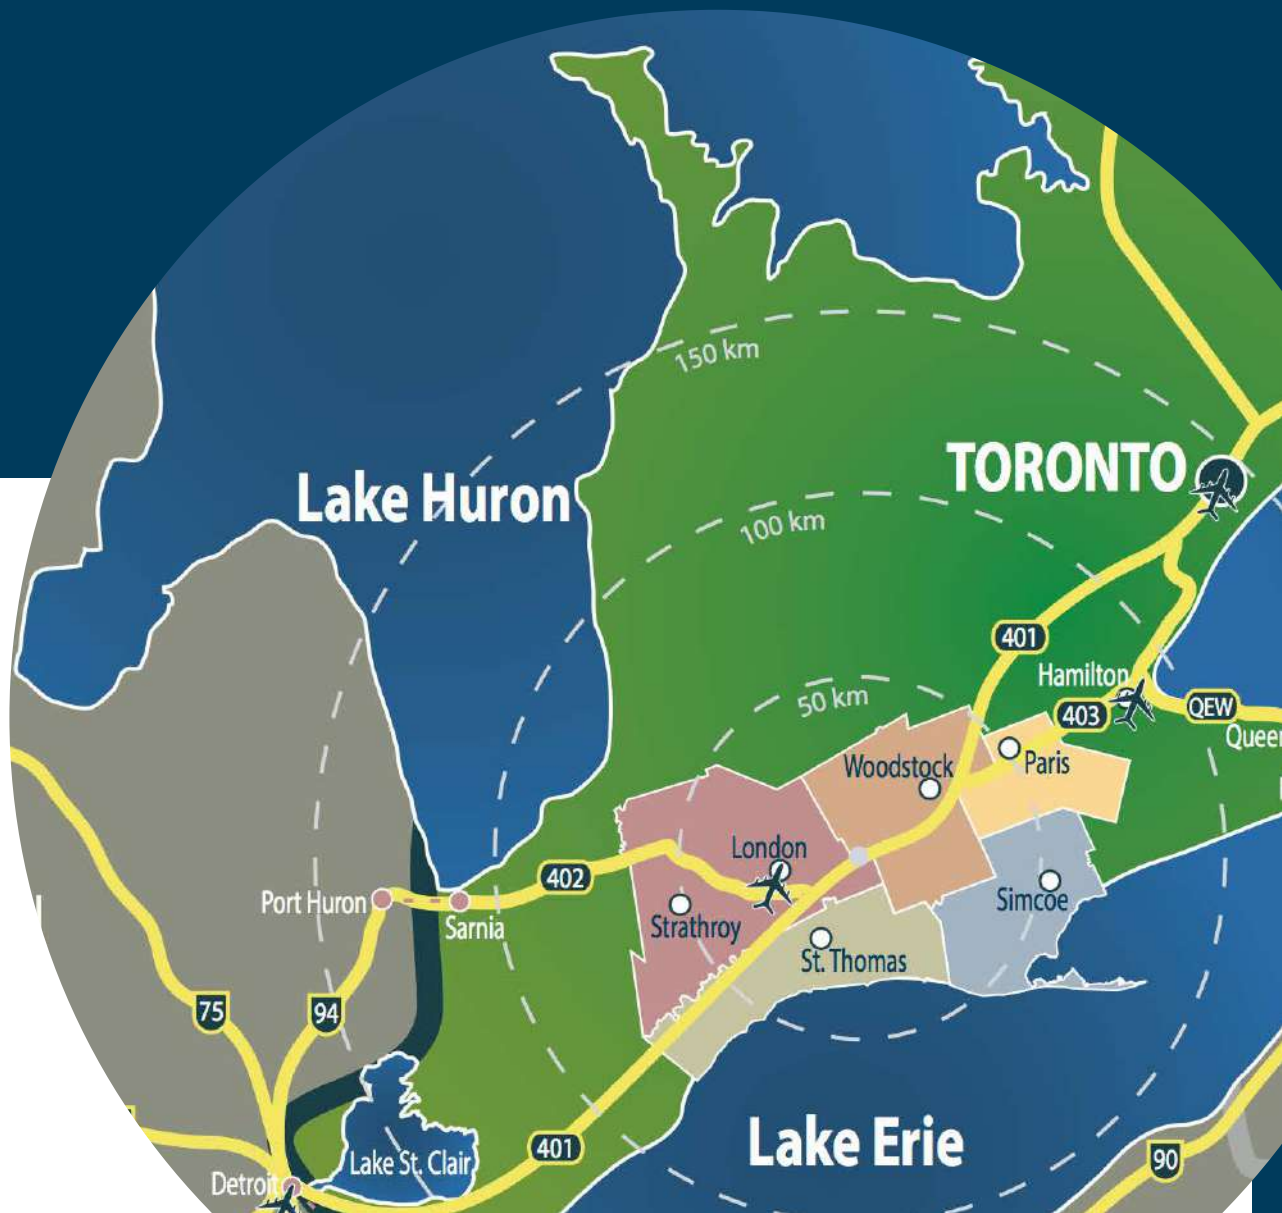 150 km
TORONTO
Lake Huron
100 km
401
Hamilton
50 km
403
QEW
Woodstock
Paris
London
402
Port Huron
Sarnia
Strathroy
Simcoe
St. Thomas
75
94
Lake Erie
401
Lake St. Clair
90
Detroit